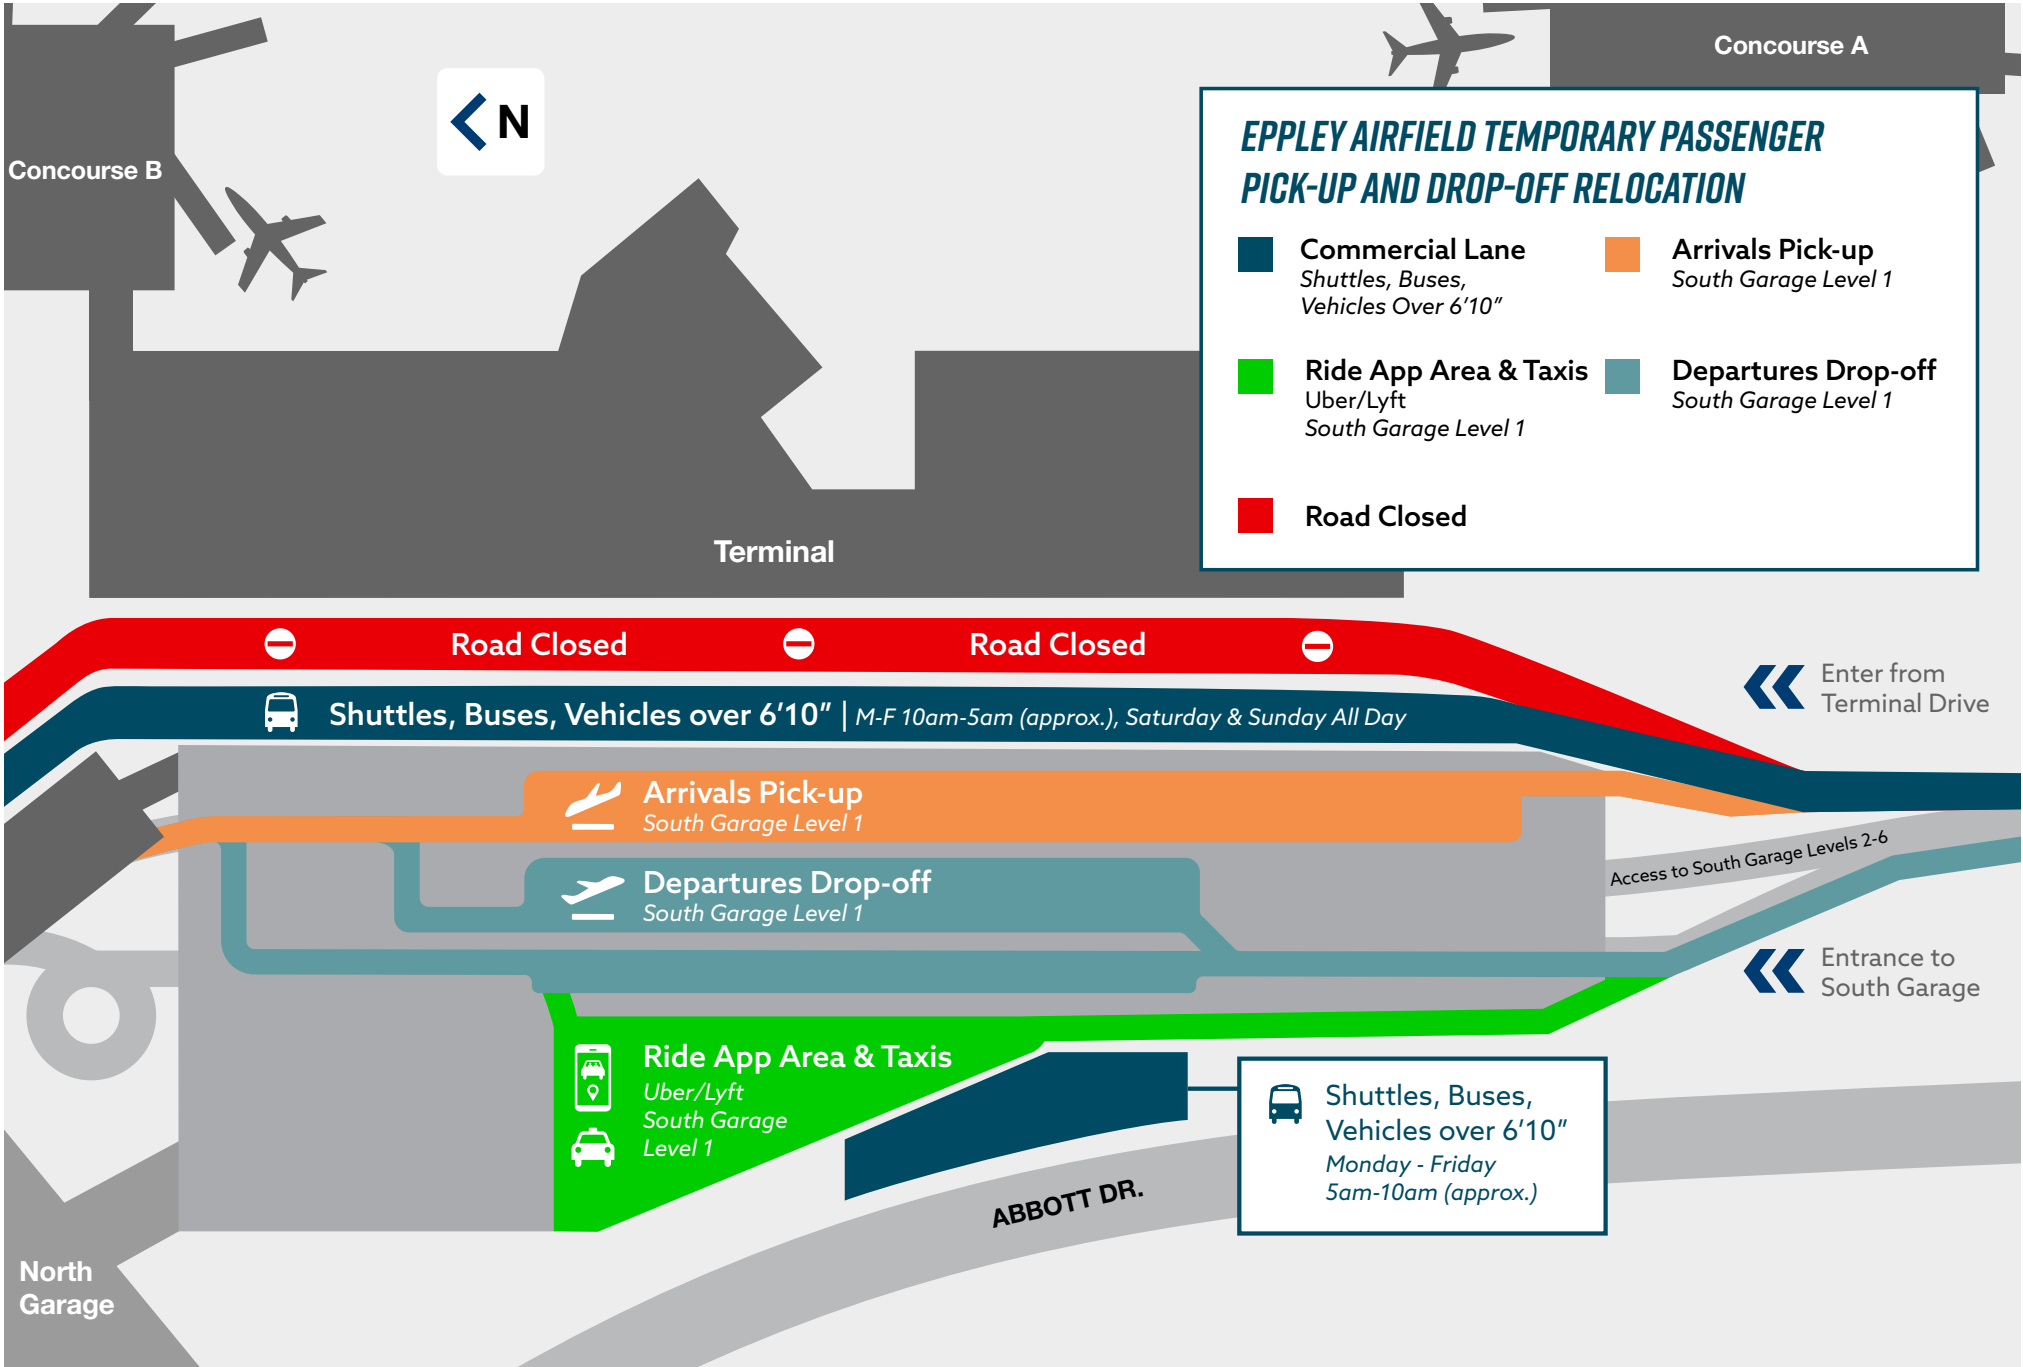 Concourse A
N
Concourse B
EPPLEY AIRFIELD TEMPORARY PASSENGER
PICK-UP AND DROP-OFF RELOCATION
Commercial Lane
Shuttles, Buses,
Vehicles Over 6’10”
Arrivals Pick-up
South Garage Level 1
Ride App Area & Taxis
Uber/Lyft
South Garage Level 1
Departures Drop-off
South Garage Level 1
Road Closed
Terminal
Road Closed
Road Closed
Enter from
Terminal Drive
Shuttles, Buses, Vehicles over 6’10” | M-F 10am-5am (approx.), Saturday & Sunday All Day
Arrivals Pick-up
South Garage Level 1
Access to South Garage Levels 2-6
Departures Drop-off
South Garage Level 1
Entrance to
South Garage
Ride App Area & Taxis
Uber/Lyft
South Garage
Level 1
Shuttles, Buses,
Vehicles over 6’10”
Monday - Friday
5am-10am (approx.)
ABBOTT DR.
North
Garage